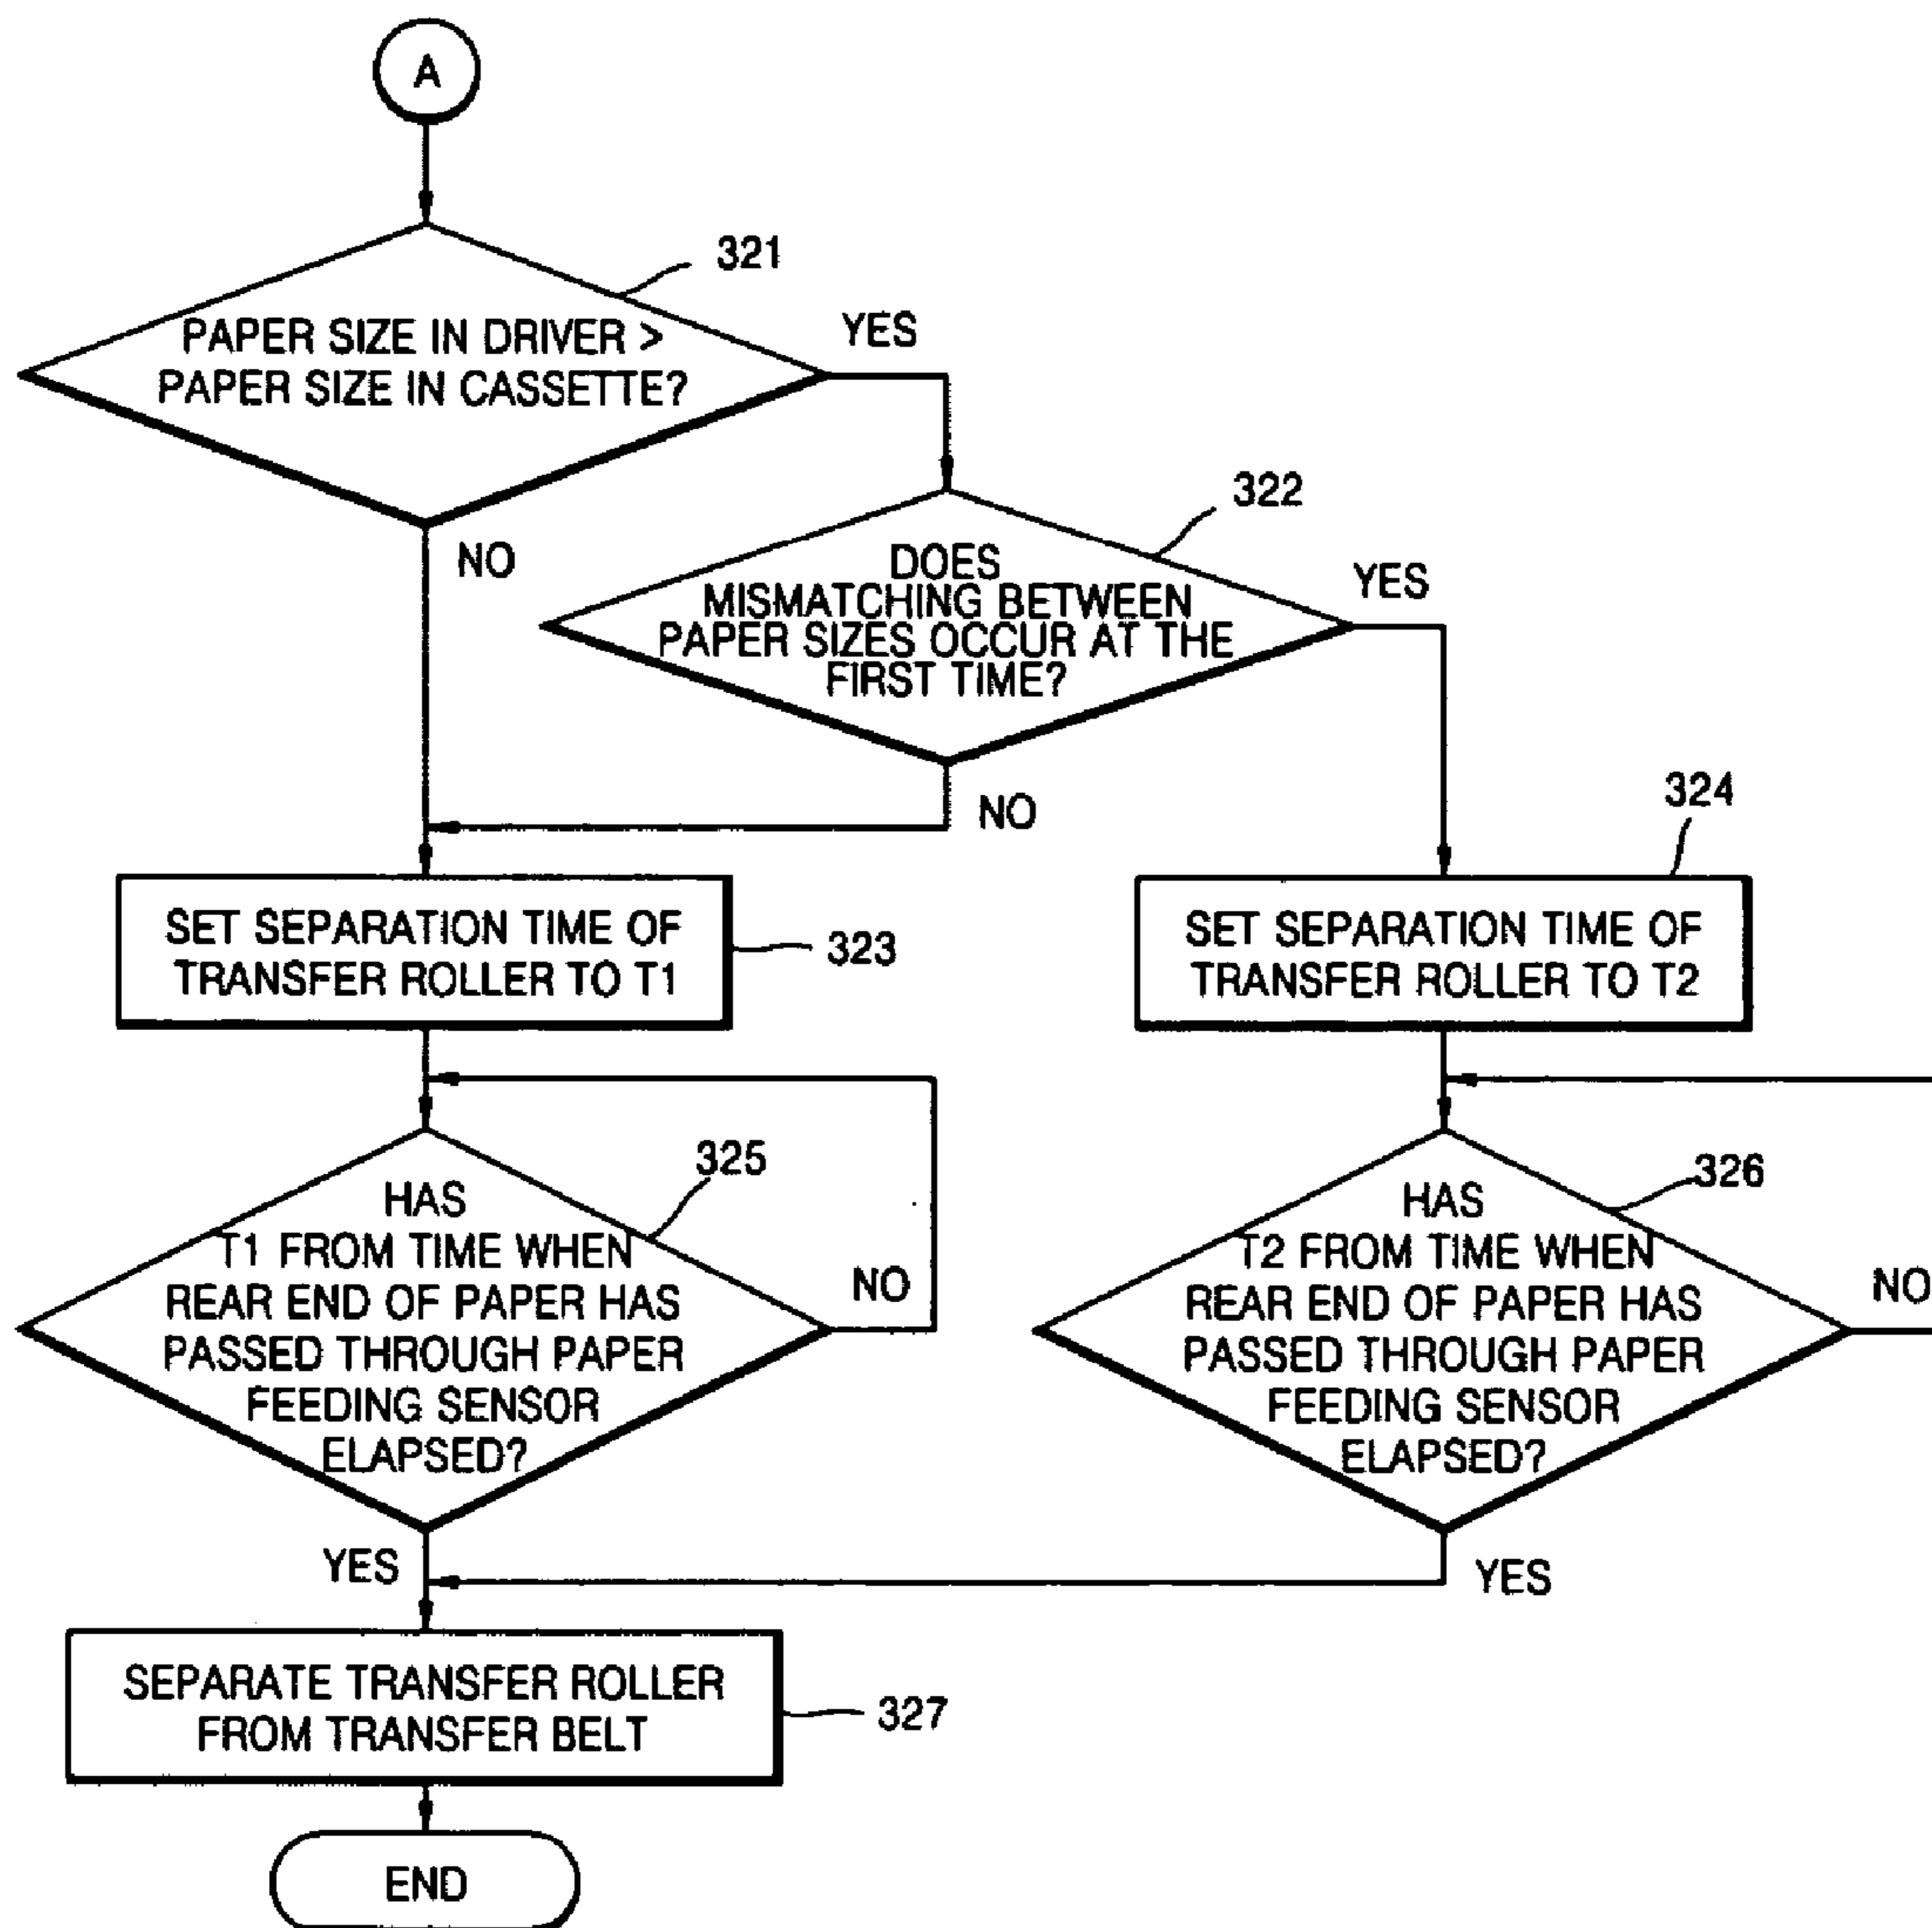 A
321
PAPER SIZE IN DRIVER >
PAPER SIZE IN CASSETTE?
YES
NO
322
DOES
MISMATCHING BETWEEN
PAPER SIZES OCCUR AT THE
FIRST TIME?
YES
NO
SET SEPARATION TIME OF
TRANSFER ROLLER TO T1
323
324
SET SEPARATION TIME OF
TRANSFER ROLLER TO T2
325
HAS
T1 FROM TIME WHEN
REAR END OF PAPER HAS
PASSED THROUGH PAPER
FEEDING SENSOR
ELAPSED?
NO
YES
326
HAS
T2 FROM TIME WHEN
REAR END OF PAPER HAS
PASSED THROUGH PAPER
FEEDING SENSOR
ELAPSED?
NO
YES
SEPARATE TRANSFER ROLLER
FROM TRANSFER BELT
327
END